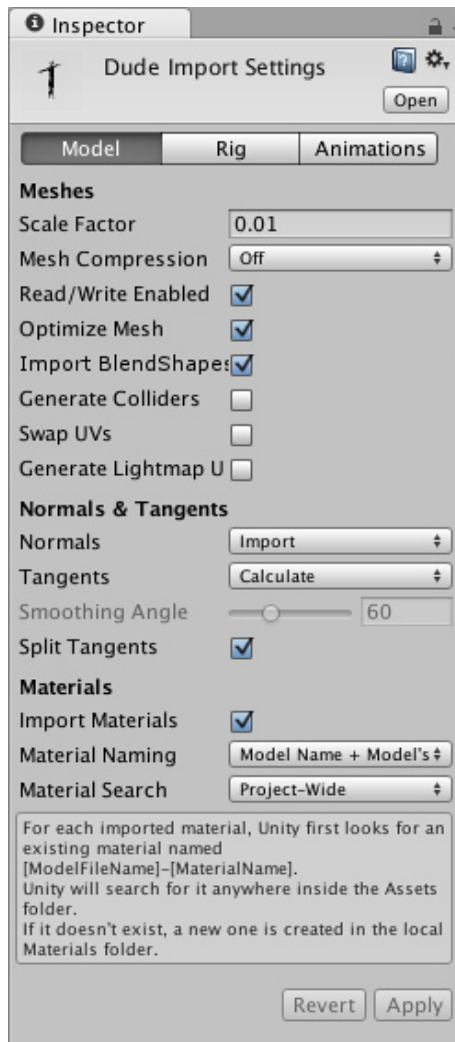 Inspector
Dude Import Settings
Open
Model Rig Animations
Meshes
Scale Factor 0.01
Mesh Compression Off
Read/Write Enabled
Optimize Mesh
Import BlendShapes
Generate Colliders
Swap UVs
Generate Lightmap U
Normals & Tangents
Normals Import
Tangents Calculate
Smoothing Angle 60
Split Tangents
Materials
Import Materials
Material Naming Model Name + Model's
Material Search Project-Wide
For each imported material, Unity first looks for an
existing material named
[ModelFileName]-[MaterialName].
Unity will search for it anywhere inside the Assets
folder.
If it doesn't exist, a new one is created in the local
Materials folder.
Revert Apply